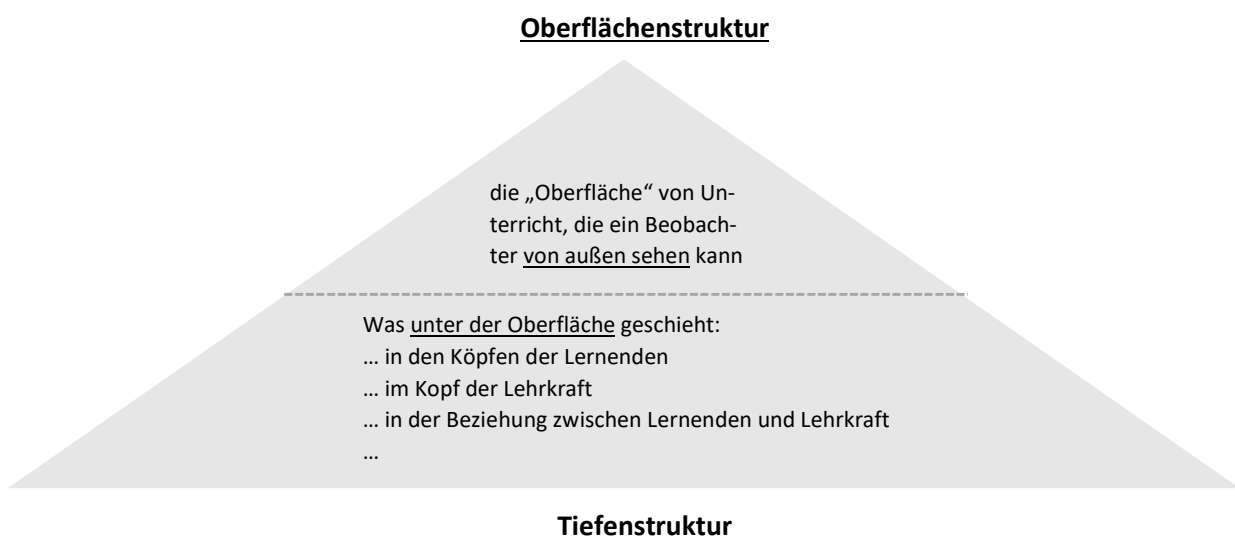 Oberflächenstruktur
die „Oberfläche“ von Un-
terricht, die ein Beobach-
ter von außen sehen kann
Was unter der Oberfläche geschieht:
… in den Köpfen der Lernenden
… im Kopf der Lehrkraft
… in der Beziehung zwischen Lernenden und Lehrkraft
…
Tiefenstruktur